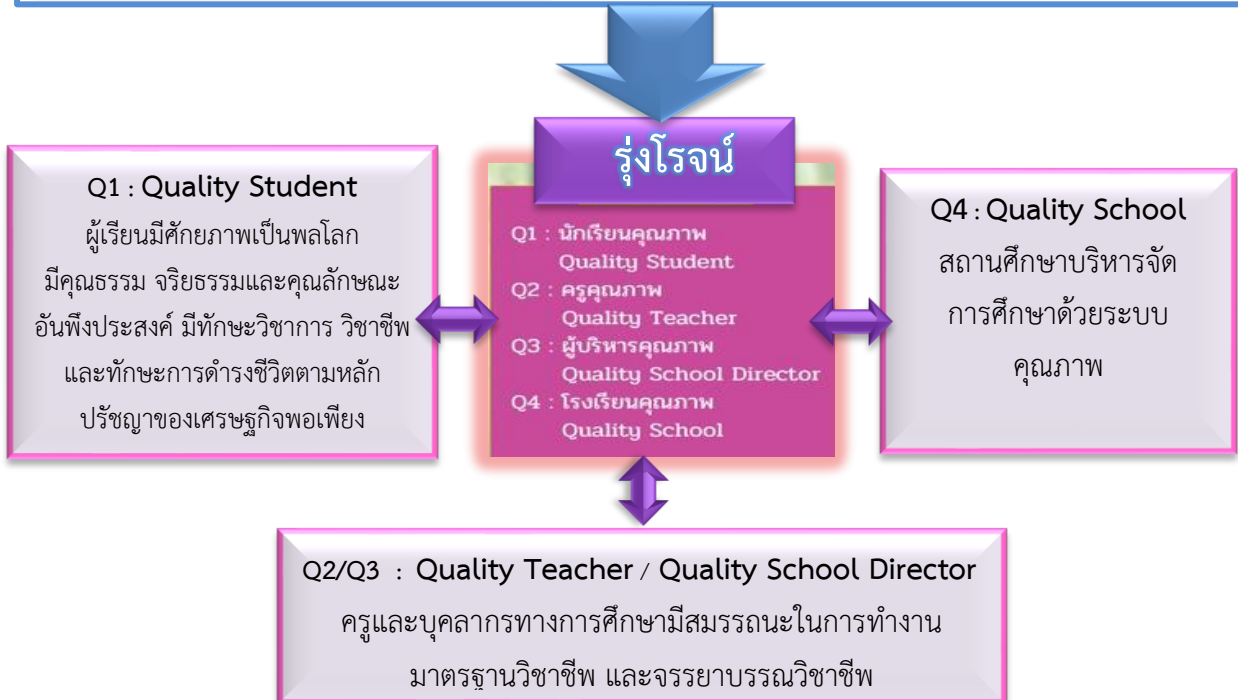 รุ่งโรจน์
Q1 : Quality Student
ผู้เรียนมีศักยภาพเป็นพลโลก
มีคุณธรรม จริยธรรมและคุณลักษณะ
อันพึงประสงค์ มีทักษะวิชาการ วิชาชีพ
และทักษะการดำรงชีวิตตามหลัก
ปรัชญาของเศรษฐกิจพอเพียง
Q1 : นักเรียนคุณภาพ
Quality Student
Q2 : ครูคุณภาพ
Quality Teacher
Q3 : ผู้บริหารคุณภาพ
Quality School Director
Q4 : โรงเรียนคุณภาพ
Quality School
Q4 : Quality School
สถานศึกษาบริหารจัด
การศึกษาด้วยระบบ
คุณภาพ
Q2/Q3 : Quality Teacher / Quality School Director
ครูและบุคลากรทางการศึกษามีสมรรถนะในการทำงาน
มาตรฐานวิชาชีพ และจรรยาบรรณวิชาชีพ